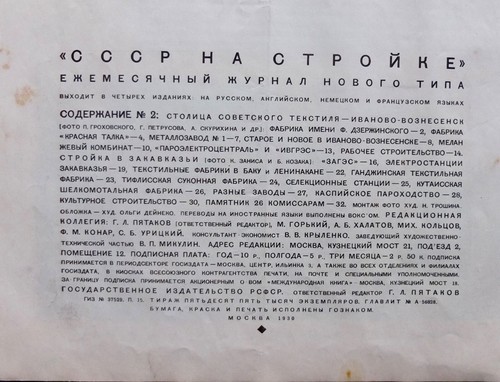 «СССР НА СТРОЙКЕ»
ЕЖЕМЕСЯЧНЫЙ ЖУРНАЛ НОВОГО ТИПА
ВЫХОДИТ В ЧЕТЫРЕХ ИЗДАНИЯХ: НА РУССКОМ, АНГЛИЙСКОМ, НЕМЕЦКОМ И ФРАНЦУЗСКОМ ЯЗЫКАХ
СОДЕРЖАНИЕ № 2: СТОЛИЦА СОВЕТСКОГО ТЕКСТИЛЯ—ИВАНОВО-ВОЗНЕСЕНСК
(ФОТО П. ГРОХОВСКОГО, Г. ПЕТРУСОВА, Л. СКУРИХИНА И ДР.): ФАБРИКА ИМЕНИ Ф. ДЗЕРЖИНСКОГО—2, ФАБРИКА
«КРАСНАЯ ТАЛКА»—4, МЕТАЛЛОЗАВОД №1—7, СТАРОЕ И НОВОЕ В ИВАНОВО-ВОЗНЕСЕНСКЕ—8, МЕЛАН
ЖЕВЫЙ КОМБИНАТ—10, «ПАРОЭЛЕКТРОЦЕНТРАЛЬ» И «ИВГРЭС»—13, РАБОЧЕЕ СТРОИТЕЛЬСТВО—14,
СТРОЙКА В ЗАКАВКАЗЬИ (ФОТО К. ЗАНИСА И Б. КОЗАКА). "ЗАГЭС"—16, ЭЛЕКТРОСТАНЦИИ
ЗАКАВКАЗЬЯ—19, ТЕКСТИЛЬНЫЕ ФАБРИКИ В БАКУ И ЛЕНИНАКАНЕ—22, ГАНДЖИНСКАЯ ТЕКСТИЛЬНАЯ
ФАБРИКА—23, ТИФЛИССКАЯ СУКОННАЯ ФАБРИКА—24, СЕЛЕКЦИОННЫЕ СТАНЦИИ—25, КУТАИССКАЯ
ШЕЛКОМОТАЛЬНАЯ ФАБРИКА—26, РАЗНЫЕ ЗАВОДЫ—27, КАСПИЙСКОЕ ПАРОХОДСТВО—28,
КУЛЬТУРНОЕ СТРОИТЕЛЬСТВО—30, ПАМЯТНИК 26 КОМИССАРАМ—32. МОНТАЖ ФОТО ХУД. Н. ТРОШИНА.
ОБЛОЖКА—ХУД. ОЛЬГИ ДЕЙНЕКО, ПЕРЕВОДЫ НА ИНОСТРАННЫЕ ЯЗЫКИ ВЫПОЛНЕНЫ ВОКС'ОМ. РЕДАКЦИОННАЯ
КОЛЛЕГИЯ: Г. Л. ПЯТАКОВ (ОТВЕТСТВЕННЫЙ РЕДАКТОР), М. ГОРЬКИЙ, А. Б. ХАЛАТОВ, МИХ. КОЛЬЦОВ,
Ф. М. КОНАР, С. Б. УРИЦКИЙ. КОНСУЛЬТАНТ ЭКОНОМИСТ В. В. КРЫЛЕНКО. ЗАВЕДУЮЩИЙ ХУДОЖЕСТВЕННО-
ТЕХНИЧЕСКОЙ ЧАСТЬЮ В. П. МИКУЛИН. АДРЕС РЕДАКЦИИ: МОСКВА, КУЗНЕЦКИЙ МОСТ 21, ПОД'ЕЗД 2,
ПОМЕЩЕНИЕ 12. ПОДПИСНАЯ ПЛАТА: ГОД—10 Р., ПОЛГОДА—5 Р., ТРИ МЕСЯЦА—2 Р. 50 К. ПОДПИСКА
ПРИНИМАЕТСЯ В ПЕРИОДСЕКТОРЕ ГОСИЗДАТА—МОСКВА, ЦЕНТР, ИЛЬИНКА 3, А ТАКЖЕ ВО ВСЕХ ОТДЕЛЕНИЯХ И ФИЛИАЛАХ
ГОСИЗДАТА, В КИОСКАХ ВСЕСОЮЗНОГО КОНТРАГЕНТСТВА ПЕЧАТИ, НА ПОЧТЕ И СПЕЦИАЛЬНЫМИ УПОЛНОМОЧЕННЫМИ.
ЗА ГРАНИЦУ ПОДПИСКА ПРИНИМАЕТСЯ АКЦИОНЕРНЫМ О ВОМ «МЕЖДУНАРОДНАЯ КНИГА» МОСКВА, КУЗНЕЦКИЙ МОСТ 18.
ГОСУДАРСТВЕННОЕ ИЗДАТЕЛЬСТВО РСФСР. ОТВЕТСТВЕННЫЙ РЕДАКТОР Г. Л. ПЯТАКОВ
ГИЗ № П. 11. ТИРАЖ ПЯТЬДЕСЯТ ПЯТЬ ТЫСЯЧ ЭКЗЕМПЛЯРОВ. ГЛАВЛИТ №
БУМАГА, КРАСКА И ПЕЧАТЬ ИСПОЛНЕНЫ ГОЗНАКОМ.
МОСКВА 1930